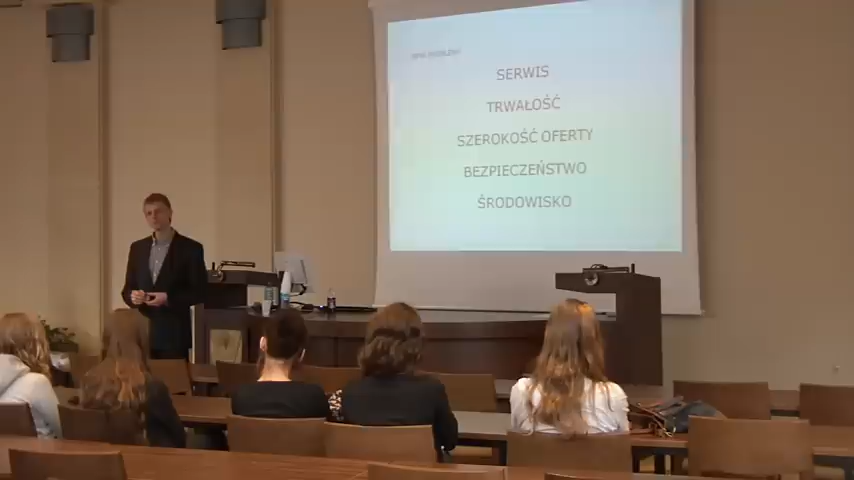 SERWIS
TRWAŁOŚĆ
SZEROKOŚĆ OFERTY
BEZPIECZEŃSTWO
ŚRODOWISKO